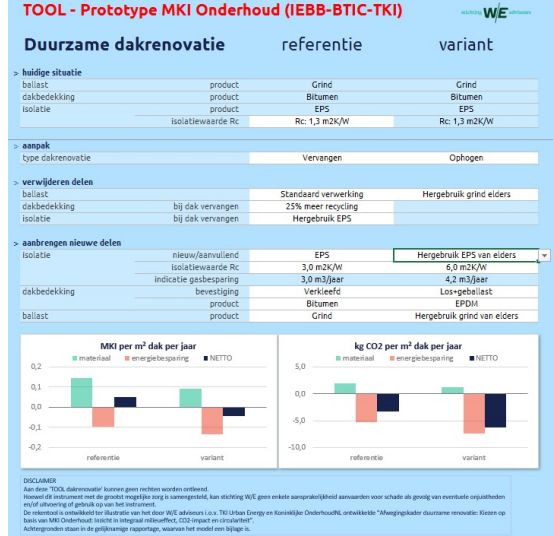 TOOL - Prototype MKI Onderhoud (IEBB-BTIC-TKI)
stichting W/E adviseurs
Duurzame dakrenovatie referentie variant
> huidige situatie
ballast product Grind Grind
dakbedekking product Bitumen Bitumen
isolatie product EPS EPS
isolatiewaarde Rc Rc: 1,3 m2K/W Rc: 1,3 m2K/W
> aanpak
type dakrenovatie Vervangen Ophogen
> verwijderen delen
ballast Standaard verwerking Hergebruik grind elders
dakbedekking bij dak vervangen 25% meer recycling
isolatie bij dak vervangen Hergebruik EPS
> aanbrengen nieuwe delen
isolatie nieuw/aanvullend EPS Hergebruik EPS van elders
isolatiewaarde Rc 3,0 m2K/W 6,0 m2K/W
indicatie gasbesparing 3,0 m3/jaar 4,2 m3/jaar
dakbedekking bevestiging Verkleefd Los+geballast
product Bitumen EPDM
ballast product Grind Hergebruik grind van elders
MKI per m² dak per jaar
materiaal energiebesparing NETTO
0,2
0,1
0,0
-0,1
-0,2
referentie variant
kg CO2 per m² dak per jaar
materiaal energiebesparing NETTO
5,0
0,0
-5,0
-10,0
referentie variant
DISCLAIMER
Aan deze 'TOOL dakrenovatie' kunnen geen rechten worden ontleend.
Hoewel dit instrument met de grootst mogelijke zorg is samengesteld, kan stichting W/E geen enkele aansprakelijkheid aanvaarden voor schade als gevolg van eventuele onjuistheden
en/of uitvoering of gebruik op van het instrument.
De rekentool is ontwikkeld ter illustratie van het door W/E adviseurs i.o.v. TKI Urban Energy en Koninklijke OnderhoudNL ontwikkelde "Afwegingskader duurzame renovatie: Kiezen op
basis van MKI Onderhoud: Inzicht in integraal milieueffect, CO2-impact en circulariteit".
Achtergronden staan in de gelijknamige rapportage, waarvan het model een bijlage is.